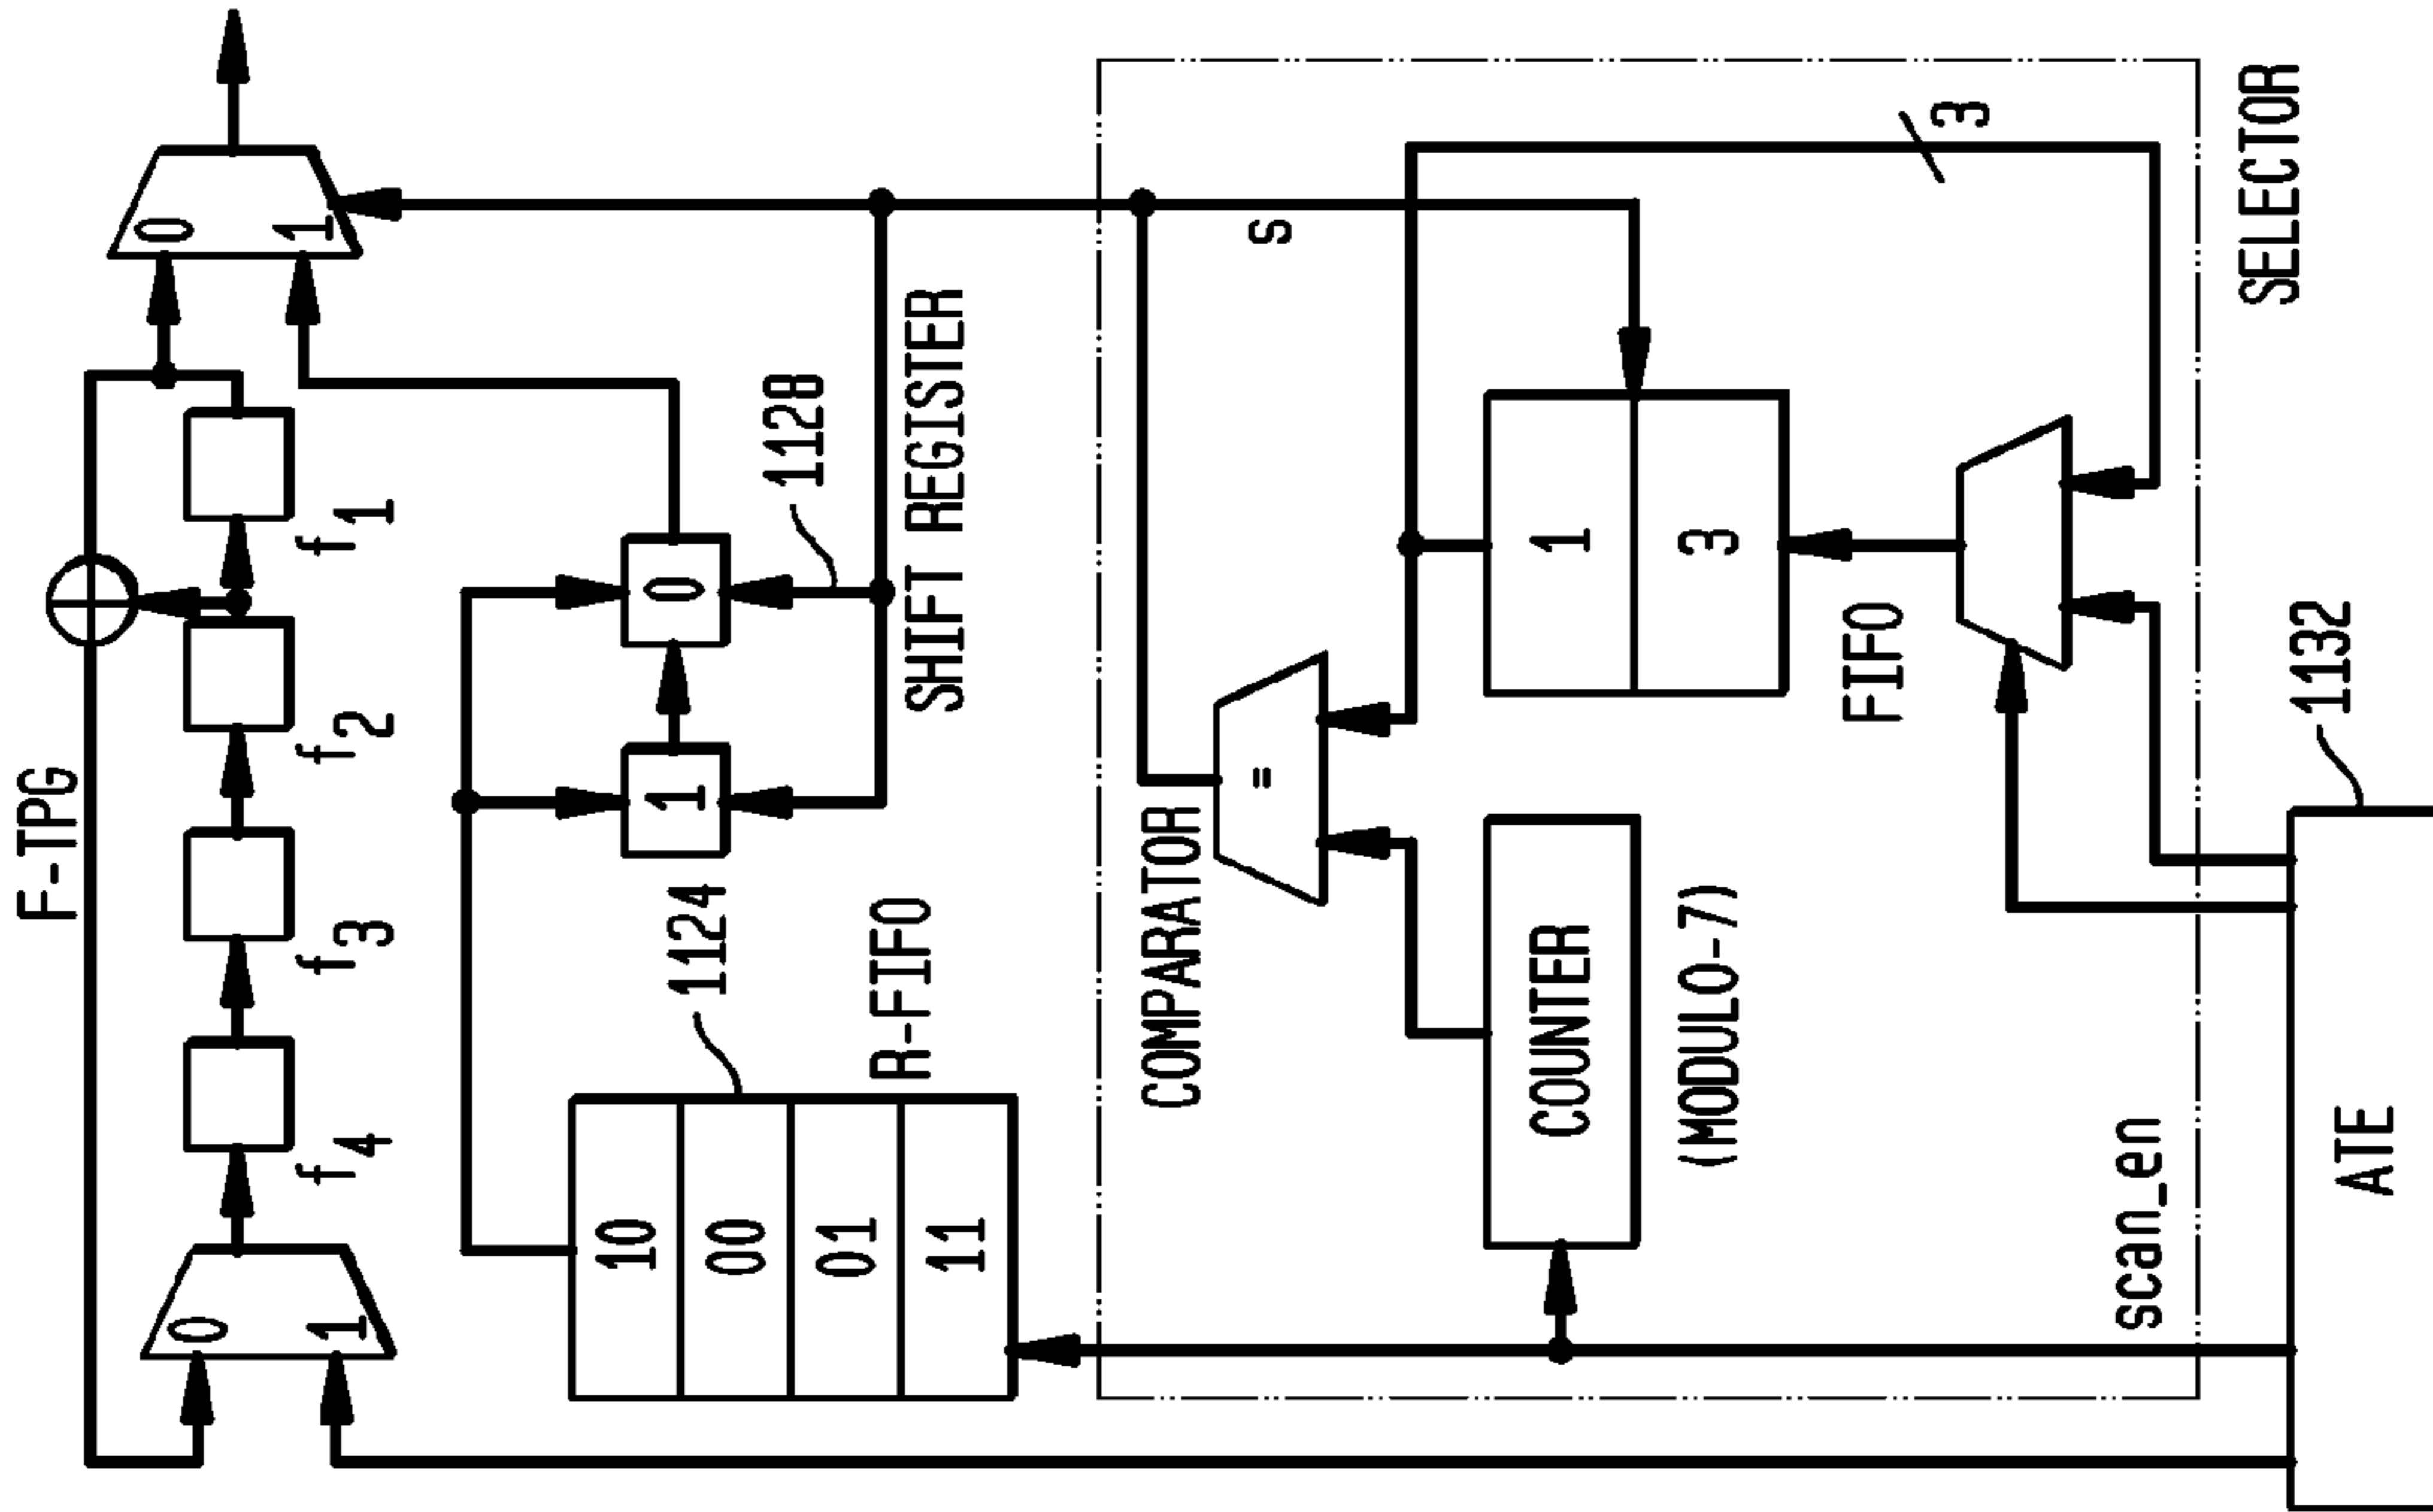 F-TPG
0
1
f4
f3
f2
f1
0
1
10
00
01
11
1124
R-FIFO
1
0
1128
SHIFT REGISTER
COMPARATOR
=
s
COUNTER
(MODULO-7)
1
3
FIFO
3
scan_en
SELECTOR
1132
ATE